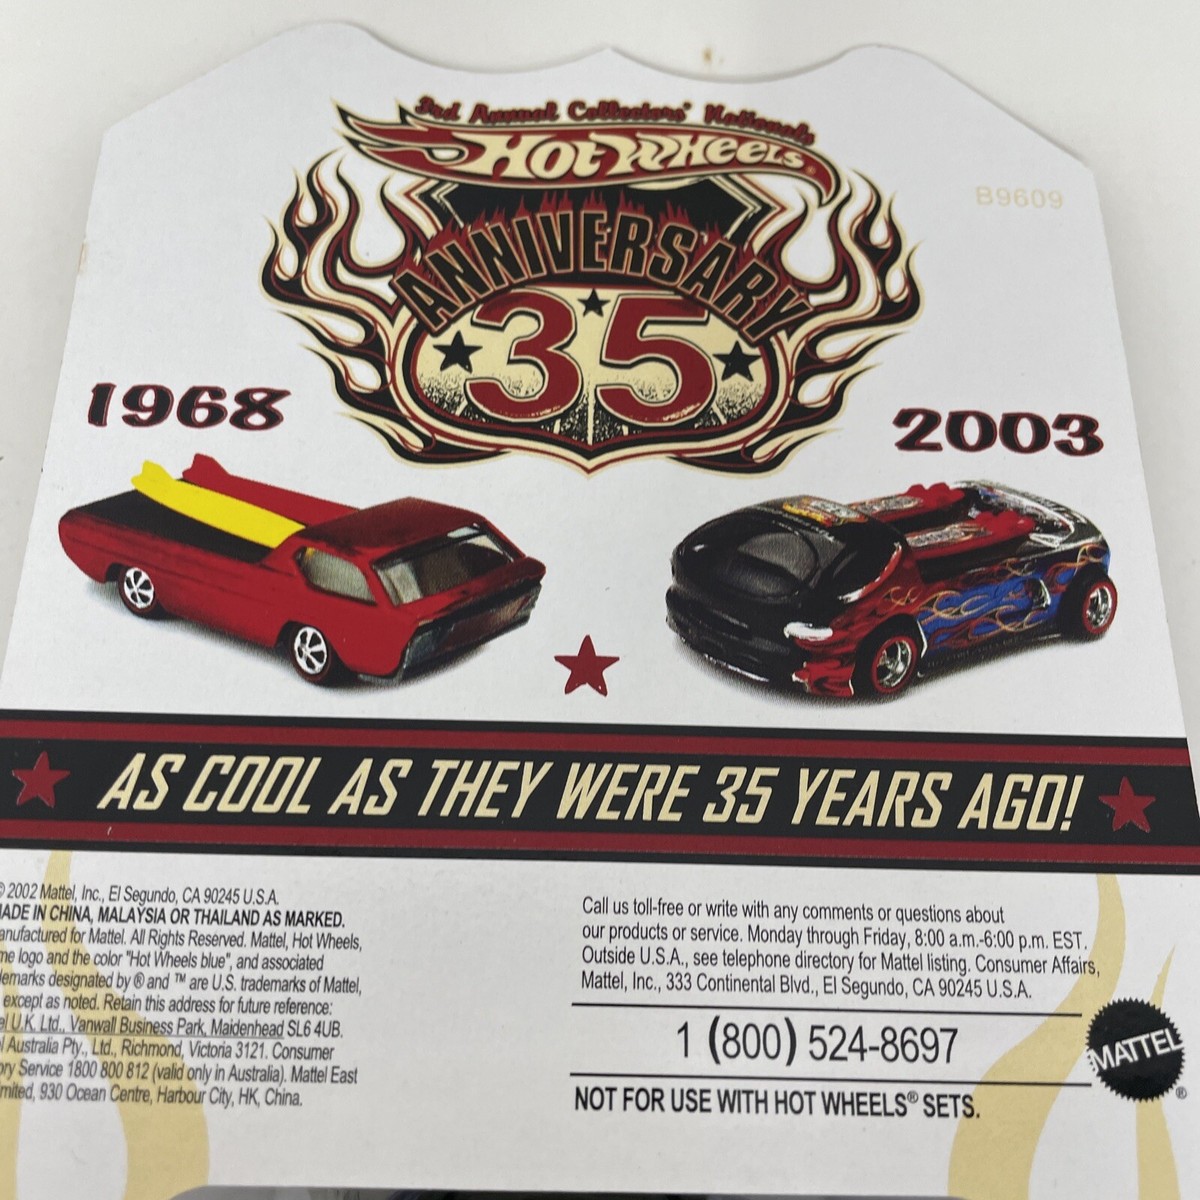 3rd Annual Collectors' Nationals
HOT WHEELS®
ANNIVERSARY
35
B9609
1968
2003
AS COOL AS THEY WERE 35 YEARS AGO!
© 2002 Mattel, Inc., El Segundo, CA 90245 U.S.A.
MADE IN CHINA, MALAYSIA OR THAILAND AS MARKED.
anufactured for Mattel. All Rights Reserved. Mattel, Hot Wheels,
me logo and the color "Hot Wheels blue", and associated
demarks designated by ® and ™ are U.S. trademarks of Mattel,
except as noted. Retain this address for future reference:
el U.K. Ltd., Vanwall Business Park, Maidenhead SL6 4UB.
l Australia Pty., Ltd., Richmond, Victoria 3121. Consumer
ory Service 1800 800 812 (valid only in Australia). Mattel East
imited, 930 Ocean Centre, Harbour City, HK, China.
Call us toll-free or write with any comments or questions about
our products or service. Monday through Friday, 8:00 a.m.-6:00 p.m. EST.
Outside U.S.A., see telephone directory for Mattel listing. Consumer Affairs,
Mattel, Inc., 333 Continental Blvd., El Segundo, CA 90245 U.S.A.
1 (800) 524-8697
NOT FOR USE WITH HOT WHEELS® SETS.
MATTEL
®